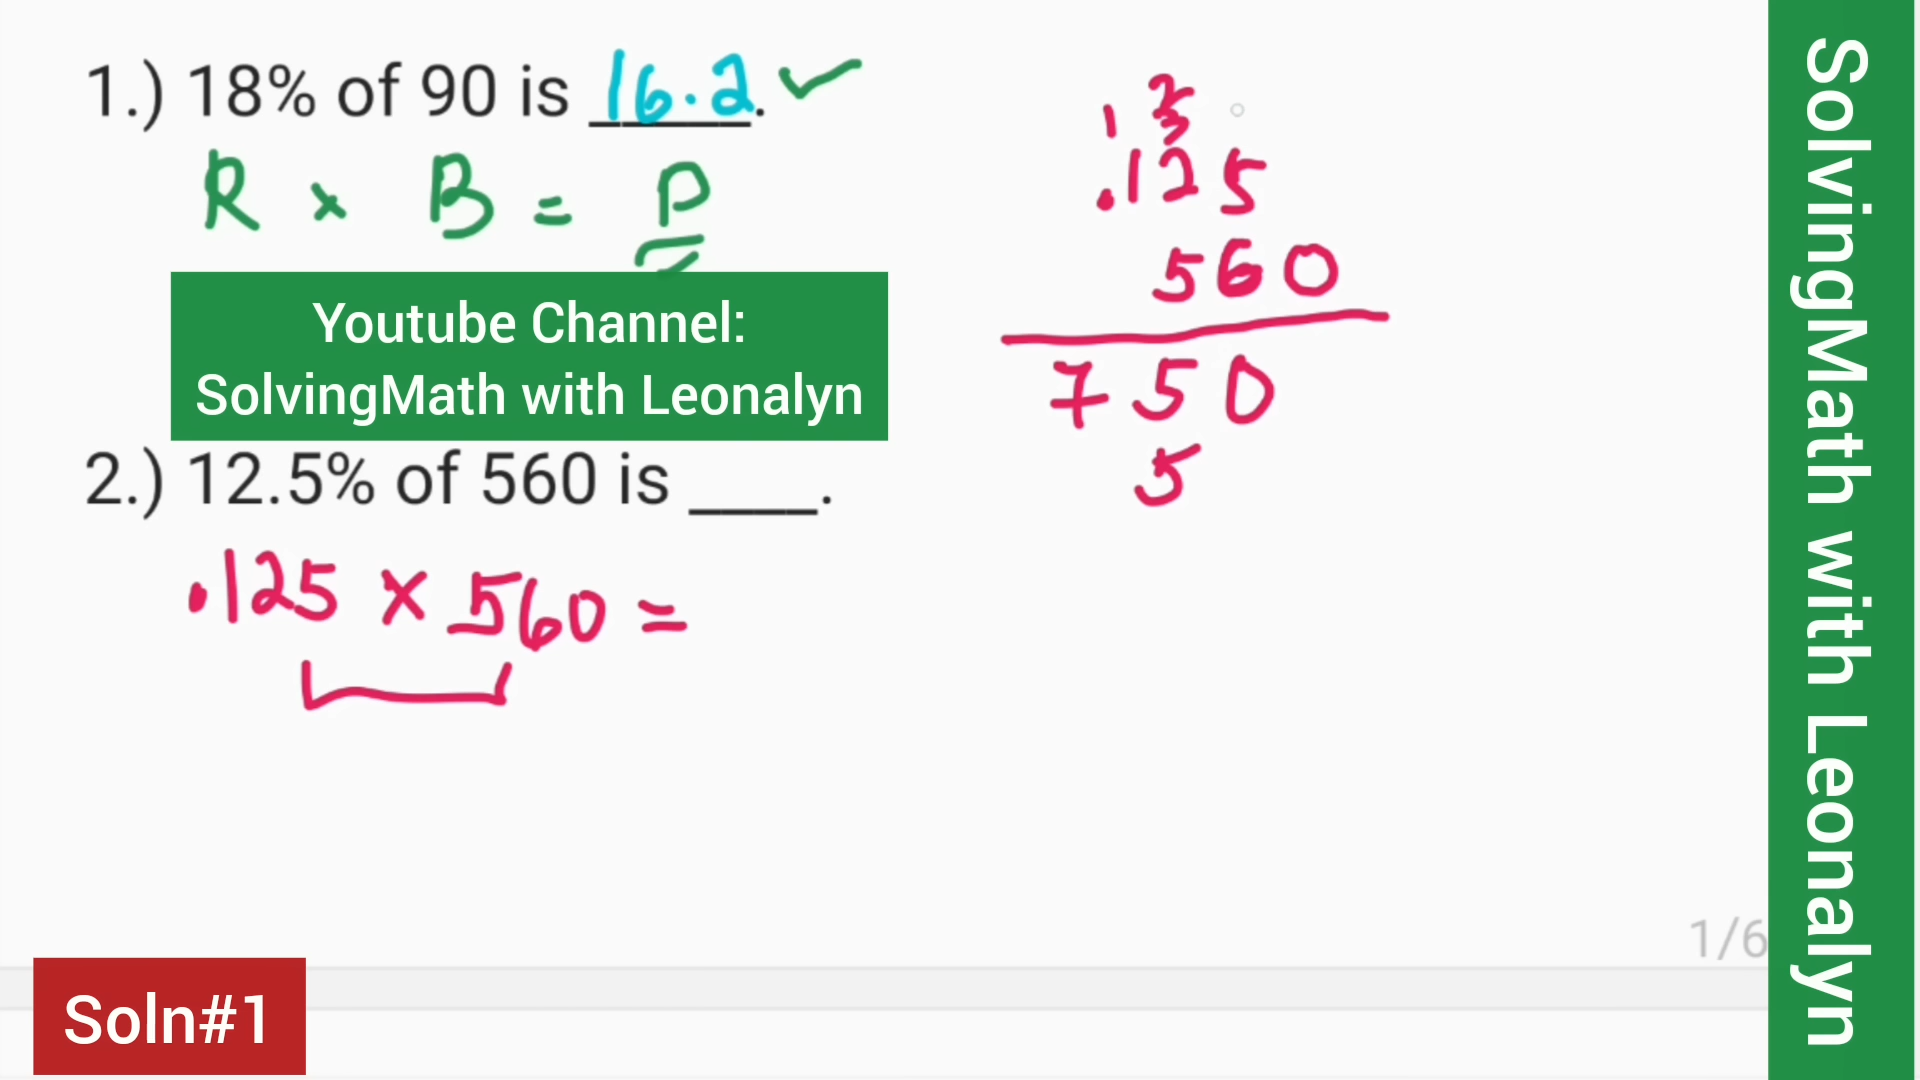 1.) 18% of 90 is 16.2.
R x B = P
Youtube Channel:
SolvingMath with Leonalyn
2.) 12.5% of 560 is ____.
.125 x 560 =
1
.125
560
750
5
1/6
Soln#1
SolvingMath with Leonalyn